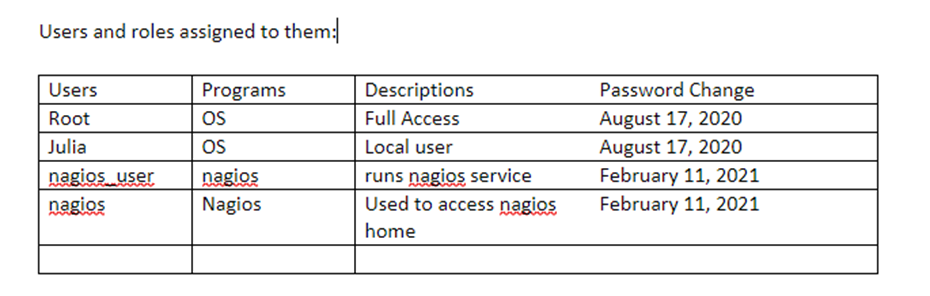 Users and roles assigned to them:
Users Programs Descriptions Password Change
Root OS Full Access August 17, 2020
Julia OS Local user August 17, 2020
nagios_user nagios runs nagios service February 11, 2021
nagios Nagios Used to access nagios February 11, 2021
home